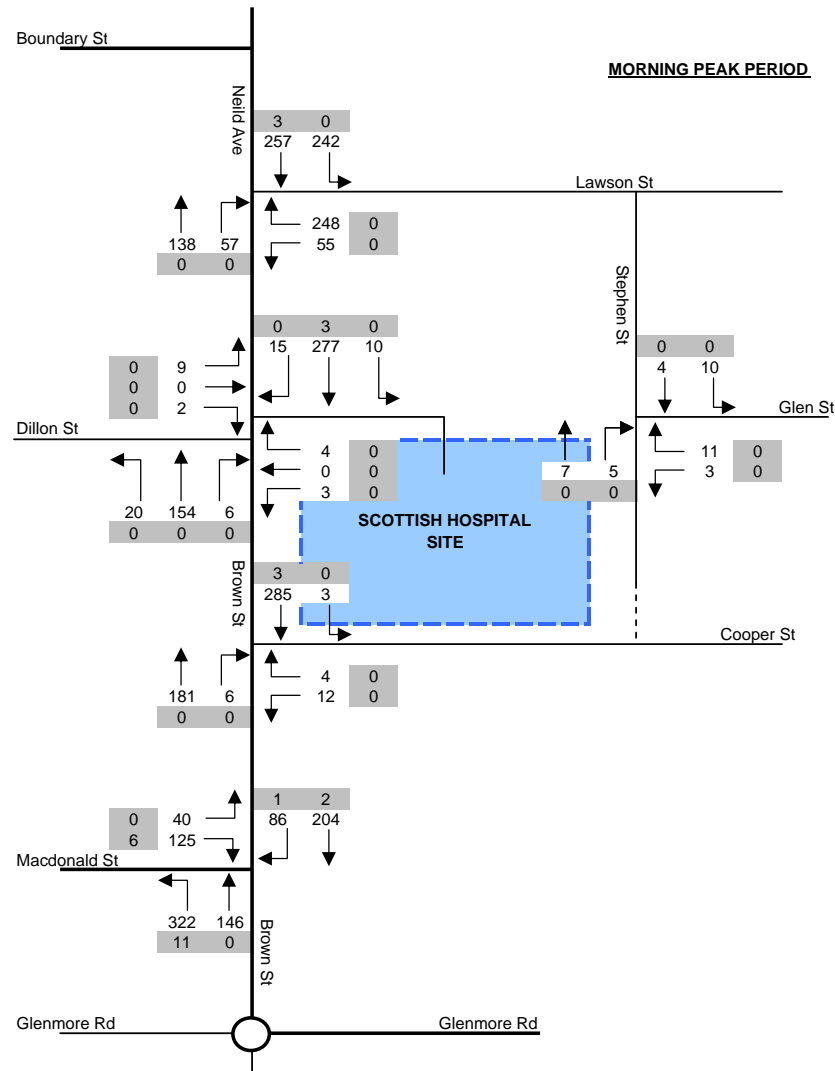 Boundary St
MORNING PEAK PERIOD
Neild Ave
3 0
257 242
Lawson St
248 0
138 57
55 0
0 0
Stephen St
0 3 0
15 277 10
0 0
4 10
0 9
0 0
0 2
Glen St
Dillon St
4 0
0 0
3 0
11 0
3 0
7 5
0 0
20 154 6
0 0 0
SCOTTISH HOSPITAL
SITE
Brown St
3 0
285 3
Cooper St
4 0
181 6
12 0
0 0
1 2
86 204
0 40
6 125
Macdonald St
322 146
11 0
Brown St
Glenmore Rd
Glenmore Rd